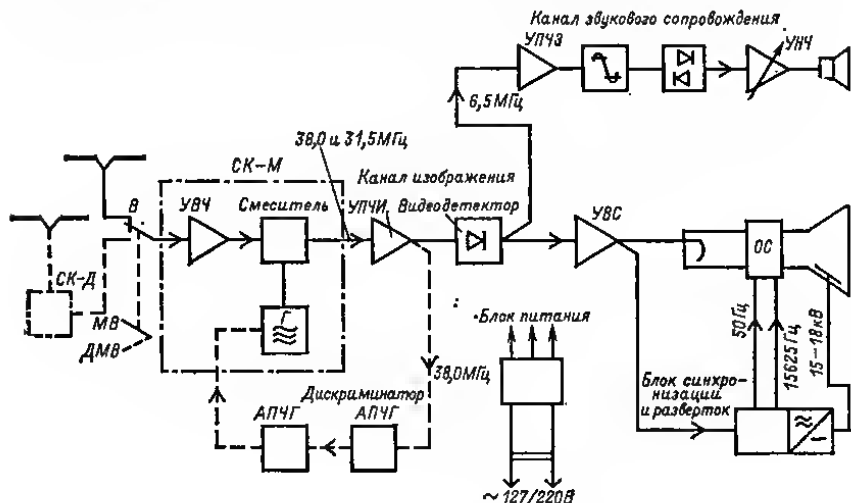 Канал звукового сопровождения
УПЧЗ
УНЧ
6,5МГц
38,0 и 31,5МГц
СК-М
Канал изображения
В
УВЧ
Смеситель
УПЧИ
Видеодетектор
УВС
ОС
СК-Д
МВ
ДМВ
Г
Блок питания
50Гц
15625 Гц
15-18кВ
38,0МГц
Дискриминатор
АПЧГ
АПЧГ
Блок синхро-
низации
и разверток
~127/220В